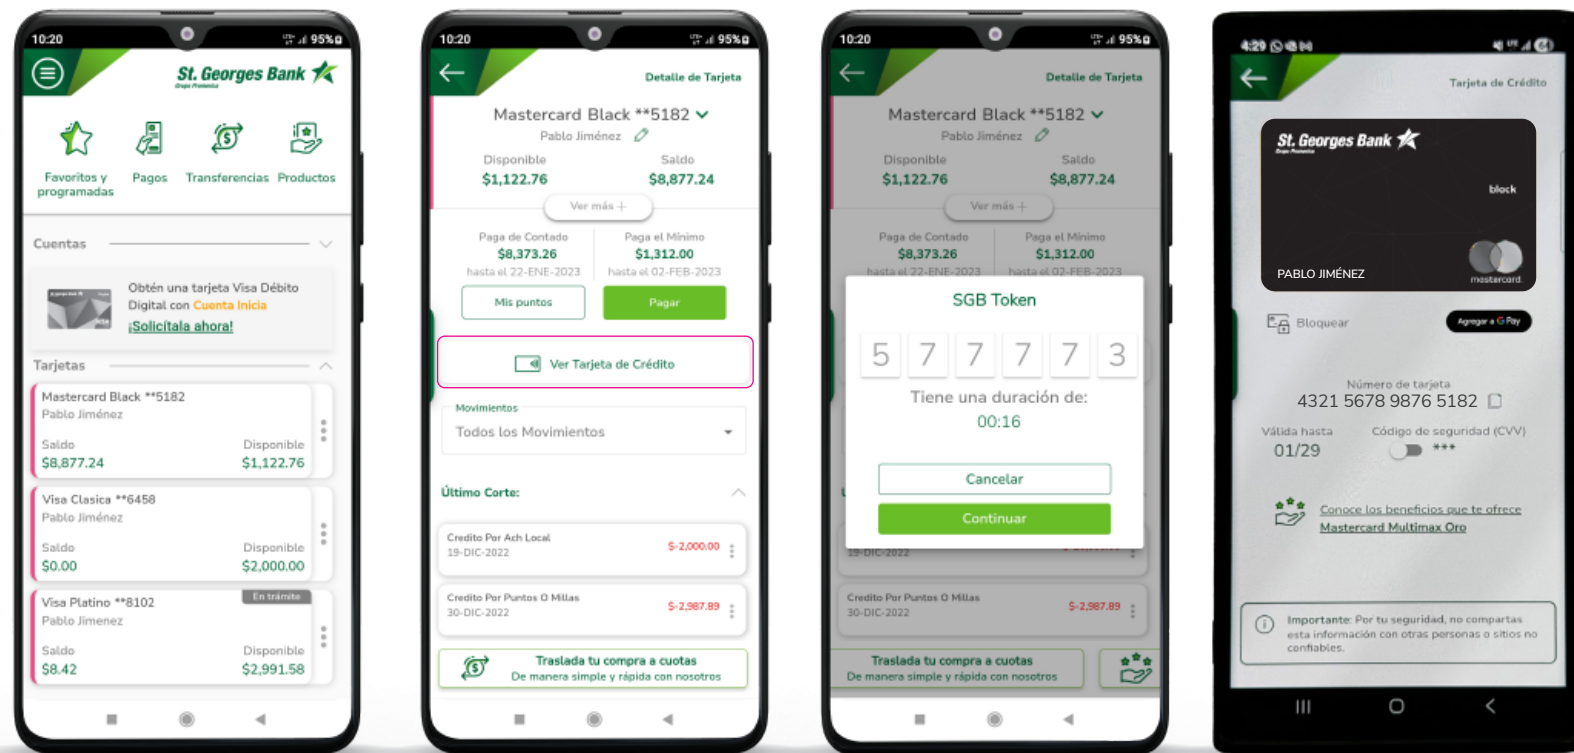 10:20
95%
St. Georges Bank
Grupo Promerica
Favoritos y
programadas
Pagos
Transferencias
Productos
Cuentas
Obtén una tarjeta Visa Débito
Digital con Cuenta Inicia
¡Solicítala ahora!
Tarjetas
Mastercard Black **5182
Pablo Jiménez
Saldo Disponible
$8,877.24 $1,122.76
Visa Clasica **6458
Pablo Jiménez
Saldo Disponible
$0.00 $2,000.00
Visa Platino **8102 En trámite
Pablo Jimenez
Saldo Disponible
$8.42 $2,991.58
10:20
95%
Detalle de Tarjeta
Mastercard Black **5182
Pablo Jiménez
Disponible Saldo
$1,122.76 $8,877.24
Ver más +
Paga de Contado Paga el Mínimo
$8,373.26 $1,312.00
hasta el 22-ENE-2023 hasta el 02-FEB-2023
Mis puntos Pagar
Ver Tarjeta de Crédito
Movimientos
Todos los Movimientos
Último Corte:
Credito Por Ach Local
19-DIC-2022 $-2,000.00
Credito Por Puntos O Millas
30-DIC-2022 $-2,987.89
Traslada tu compra a cuotas
De manera simple y rápida con nosotros
10:20
95%
Detalle de Tarjeta
Mastercard Black **5182
Pablo Jiménez
Disponible Saldo
$1,122.76 $8,877.24
Ver más +
Paga de Contado Paga el Mínimo
$8,373.26 $1,312.00
hasta el 22-ENE-2023 hasta el 02-FEB-2023
SGB Token
5 7 7 7 7 3
Tiene una duración de:
00:16
Cancelar
Continuar
19-DIC-2022
Credito Por Puntos O Millas
30-DIC-2022 $-2,987.89
Traslada tu compra a cuotas
De manera simple y rápida con nosotros
4:29
Tarjeta de Crédito
St. Georges Bank
Grupo Promerica
black
PABLO JIMÉNEZ
mastercard
Bloquear
Agregar a G Pay
Número de tarjeta
4321 5678 9876 5182
Válida hasta Código de seguridad (CVV)
01/29 ***
Conoce los beneficios que te ofrece
Mastercard Multimax Oro
Importante: Por tu seguridad, no compartas
esta información con otras personas o sitios no
confiables.